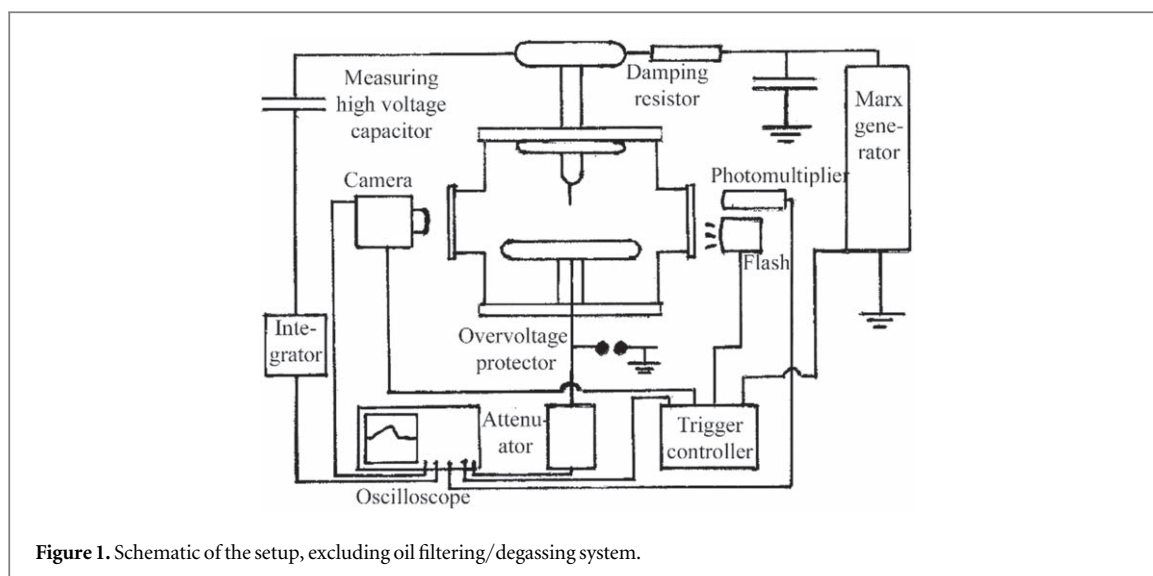 Measuring
high voltage
capacitor
Damping
resistor
Marx
gene-
rator
Camera
Photomultiplier
Flash
Inte-
grator
Overvoltage
protector
Attenu-
ator
Trigger
controller
Oscilloscope
Figure 1. Schematic of the setup, excluding oil filtering/degassing system.